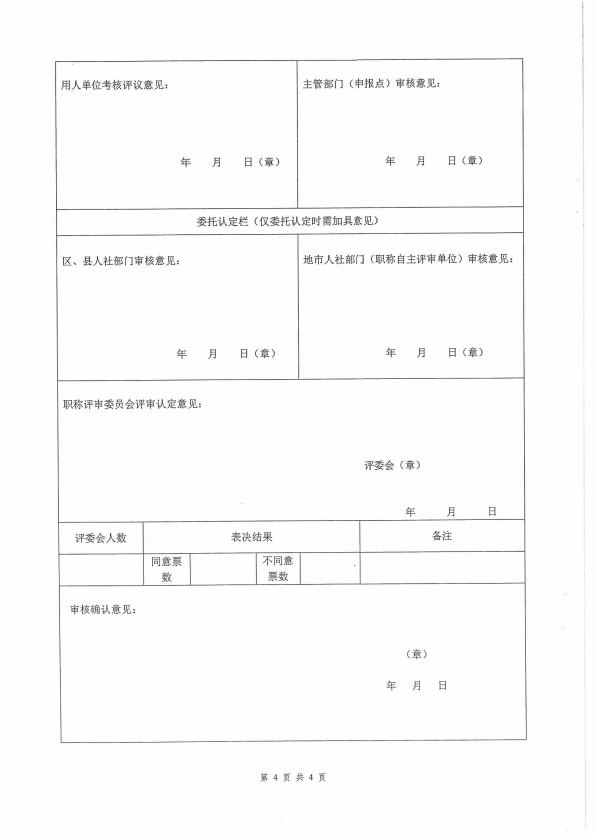 用人单位考核评议意见：
主管部门（申报点）审核意见：
年 月 日（章）
年 月 日（章）
委托认定栏（仅委托认定时需加具意见）
区、县人社部门审核意见：
地市人社部门（职称自主评审单位）审核意见：
年 月 日（章）
年 月 日（章）
职称评审委员会评审认定意见：
评委会（章）
年 月 日
评委会人数 表决结果 备注
同意票
数
不同意
票数
审核确认意见：
（章）
年 月 日
第 4 页 共 4 页